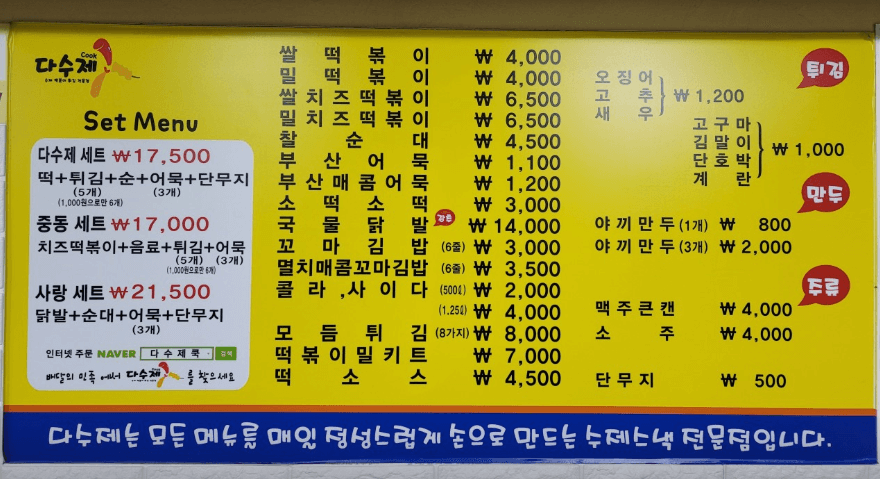 Cook
다수제
Set Menu
다수제 세트 ₩17,500
떡+튀김+순+어묵+단무지
(5개) (3개)
(1,000원으로만 6개)
중동 세트 ₩17,000
치즈떡볶이+음료+튀김+어묵
(5개) (3개)
(1,000원으로만 6개)
사랑 세트 ₩21,500
닭발+순대+어묵+단무지
(3개)
인터넷 주문 NAVER 다수제쿡 검색
배달의 민족 에서 다수제 를 찾으세요
쌀떡볶이 ₩ 4,000
밀떡볶이 ₩ 4,000
쌀치즈떡볶이 ₩ 6,500
밀치즈떡볶이 ₩ 6,500
찰순대 ₩ 4,500
부산어묵 ₩ 1,100
부산매콤어묵 ₩ 1,200
소떡소떡 ₩ 3,000
국물닭발 ₩ 14,000
꼬마김밥 (6줄) ₩ 3,000
멸치매콤꼬마김밥 (6줄) ₩ 3,500
콜라,사이다 (500ℓ) ₩ 2,000
(1.25ℓ) ₩ 4,000
모듬튀김 (8가지) ₩ 8,000
떡볶이밀키트 ₩ 7,000
떡소스 ₩ 4,500
튀김
오징어
고추 ₩ 1,200
새우
고구마
김말이 ₩ 1,000
단호박
계란
만두
야끼만두 (1개) ₩ 800
야끼만두 (3개) ₩ 2,000
주류
맥주큰캔 ₩ 4,000
소주 ₩ 4,000
단무지 ₩ 500
다수제는 모든 메뉴를 매일 정성스럽게 손으로 만드는 수제스낵 전문점입니다.